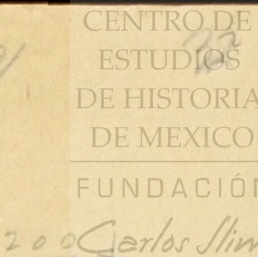 CENTRO DE
ESTUDIOS
DE HISTORIA
DE MEXICO
FUNDACIÓN
Carlos Slim